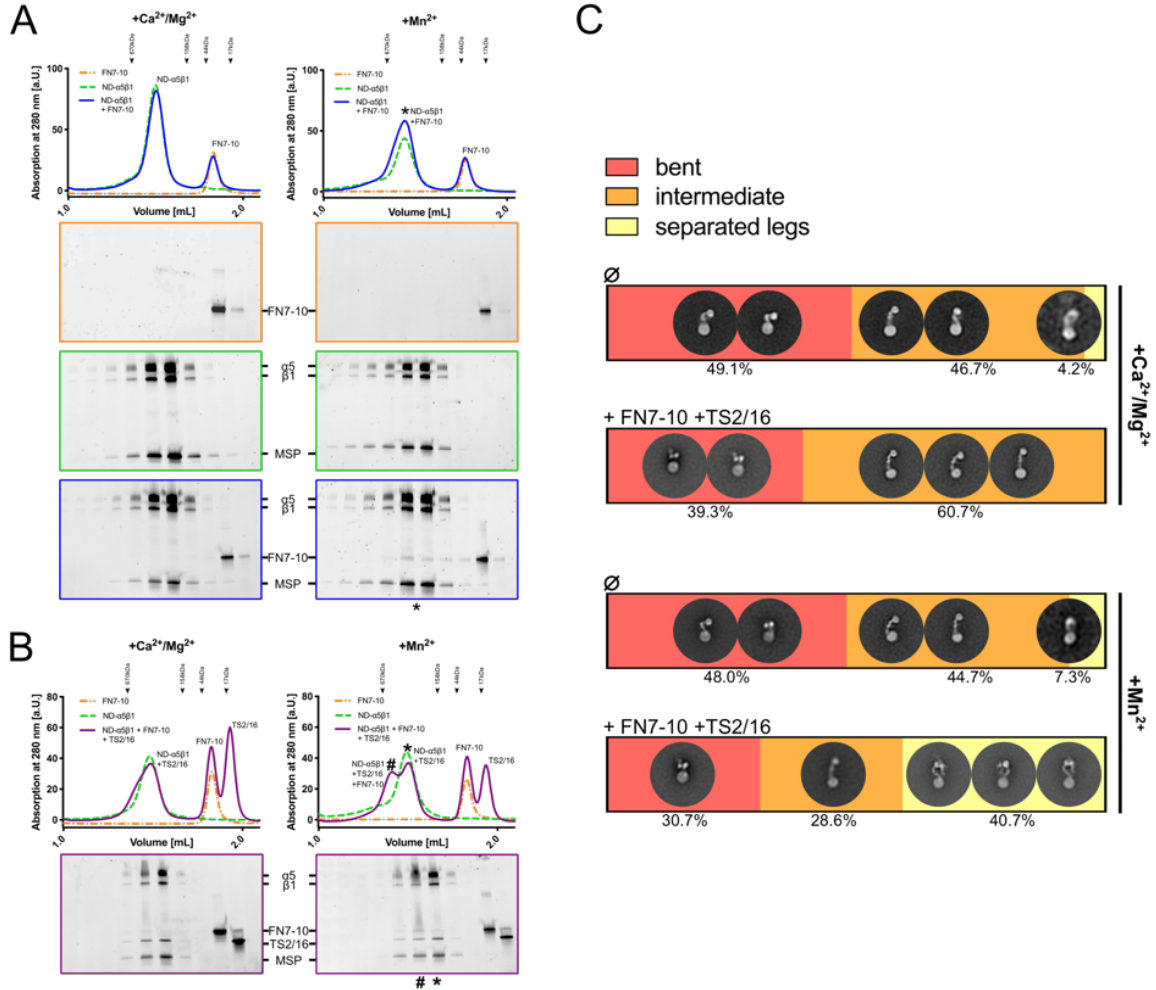 A
+Ca²⁺/Mg²⁺
670kDa
158kDa
44kDa
17kDa
FN7-10
ND-α5β1
ND-α5β1
+ FN7-10
ND-α5β1
FN7-10
Absorption at 280 nm [a.U.]
100
50
0
1.0
Volume [mL]
2.0
+Mn²⁺
670kDa
158kDa
44kDa
17kDa
FN7-10
ND-α5β1
ND-α5β1
+ FN7-10
* ND-α5β1
+FN7-10
FN7-10
Absorption at 280 nm [a.U.]
100
50
0
1.0
Volume [mL]
2.0
FN7-10
α5
β1
MSP
α5
β1
FN7-10
MSP
*
B
+Ca²⁺/Mg²⁺
670kDa
158kDa
44kDa
17kDa
FN7-10
ND-α5β1
ND-α5β1 + FN7-10
+ TS2/16
ND-α5β1
+TS2/16
FN7-10
TS2/16
Absorption at 280 nm [a.U.]
80
60
40
20
0
1.0
Volume [mL]
2.0
+Mn²⁺
670kDa
158kDa
44kDa
17kDa
FN7-10
ND-α5β1
ND-α5β1 + FN7-10
+ TS2/16
ND-α5β1
+TS2/16
+FN7-10
#
* ND-α5β1
+TS2/16
FN7-10
TS2/16
Absorption at 280 nm [a.U.]
80
60
40
20
0
1.0
Volume [mL]
2.0
α5
β1
FN7-10
TS2/16
MSP
# *
C
bent
intermediate
separated legs
Ø
49.1%
46.7%
4.2%
+ FN7-10 +TS2/16
39.3%
60.7%
+Ca²⁺/Mg²⁺
Ø
48.0%
44.7%
7.3%
+ FN7-10 +TS2/16
30.7%
28.6%
40.7%
+Mn²⁺